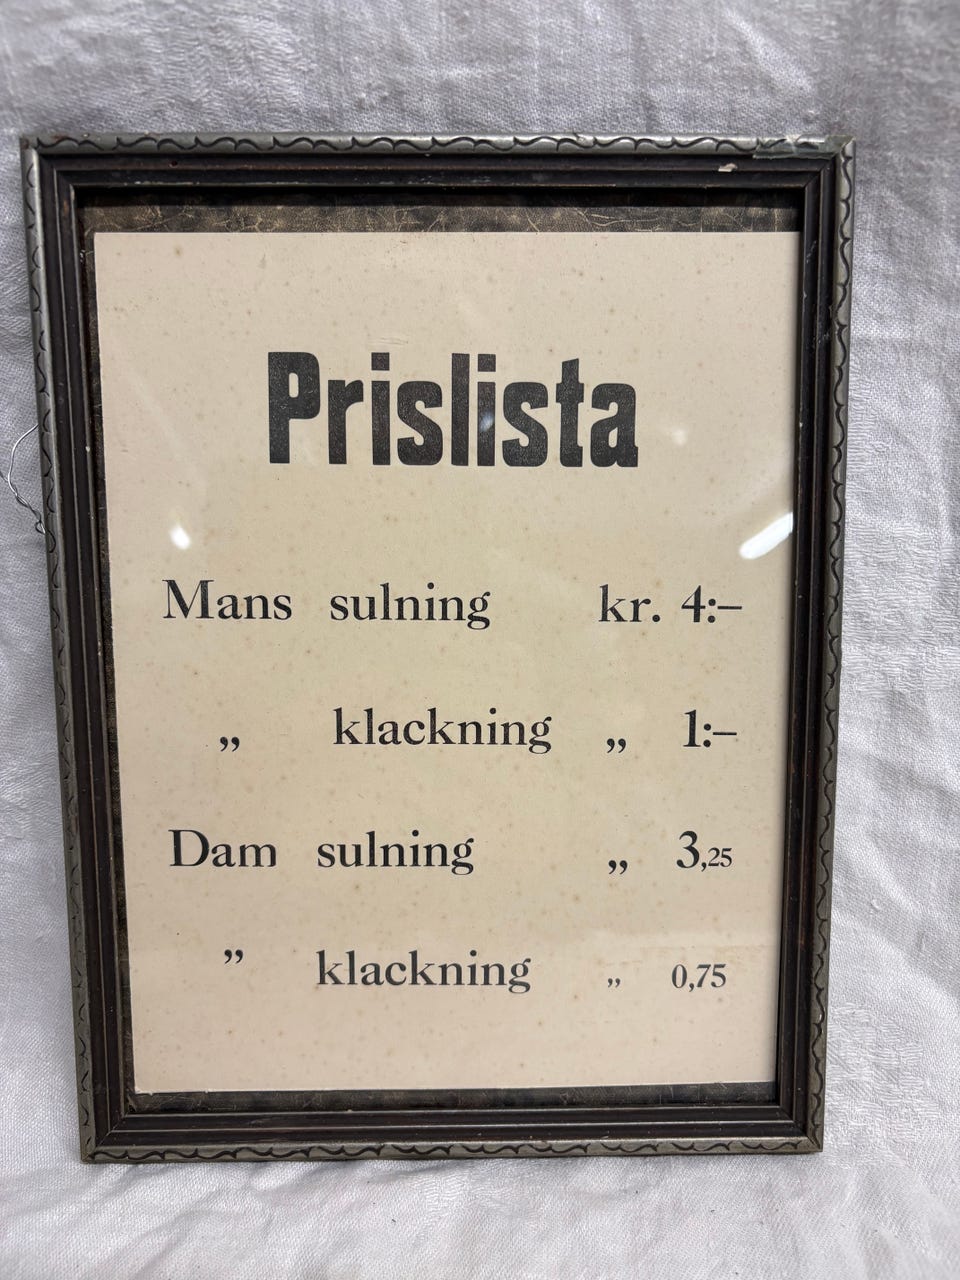 Prislista
Mans sulning kr. 4:–
„ klackning „ 1:–
Dam sulning „ 3,25
” klackning „ 0,75